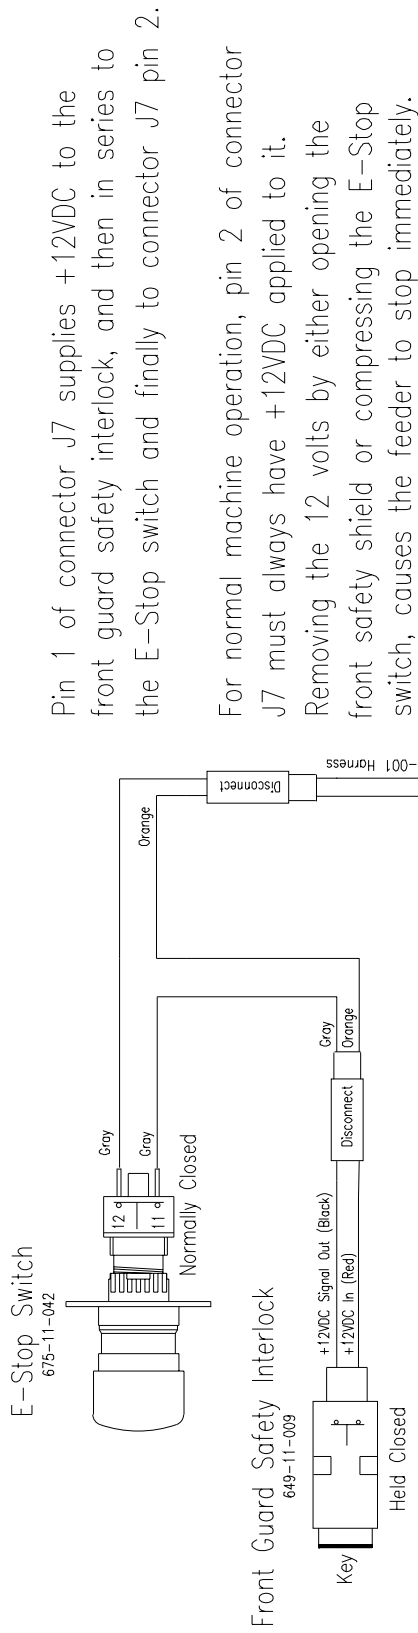 Pin 1 of connector J7 supplies +12VDC to the
front guard safety interlock, and then in series to
the E-Stop switch and finally to connector J7 pin 2.
For normal machine operation, pin 2 of connector
J7 must always have +12VDC applied to it.
Removing the 12 volts by either opening the
front safety shield or compressing the E-Stop
switch, causes the feeder to stop immediately.
E-Stop Switch
675-11-042
12
11
Gray
Gray
Normally Closed
Orange
Disconnect
-001 Harness
Front Guard Safety Interlock
649-11-009
+12VDC Signal Out (Black)
+12VDC In (Red)
Gray
Orange
Disconnect
Key
Held Closed